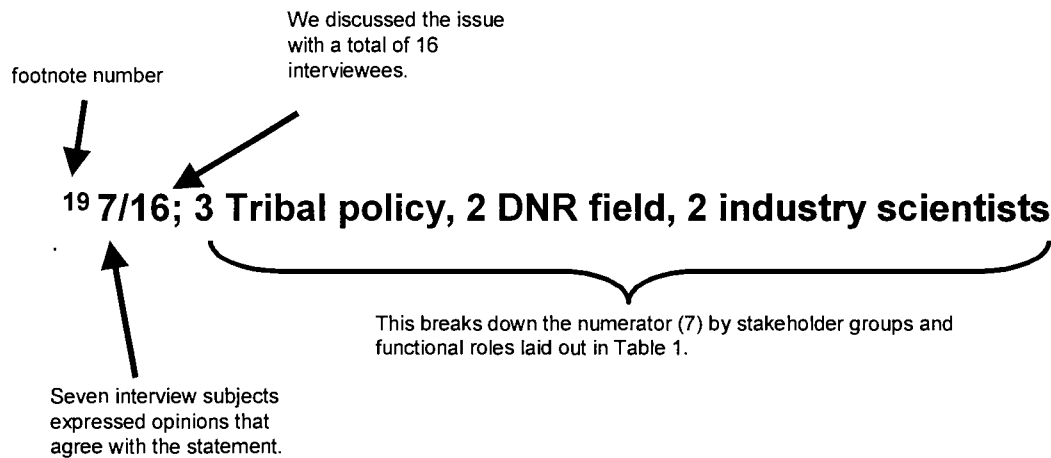 We discussed the issue
with a total of 16
interviewees.
footnote number
19 7/16; 3 Tribal policy, 2 DNR field, 2 industry scientists
This breaks down the numerator (7) by stakeholder groups and
functional roles laid out in Table 1.
Seven interview subjects
expressed opinions that
agree with the statement.